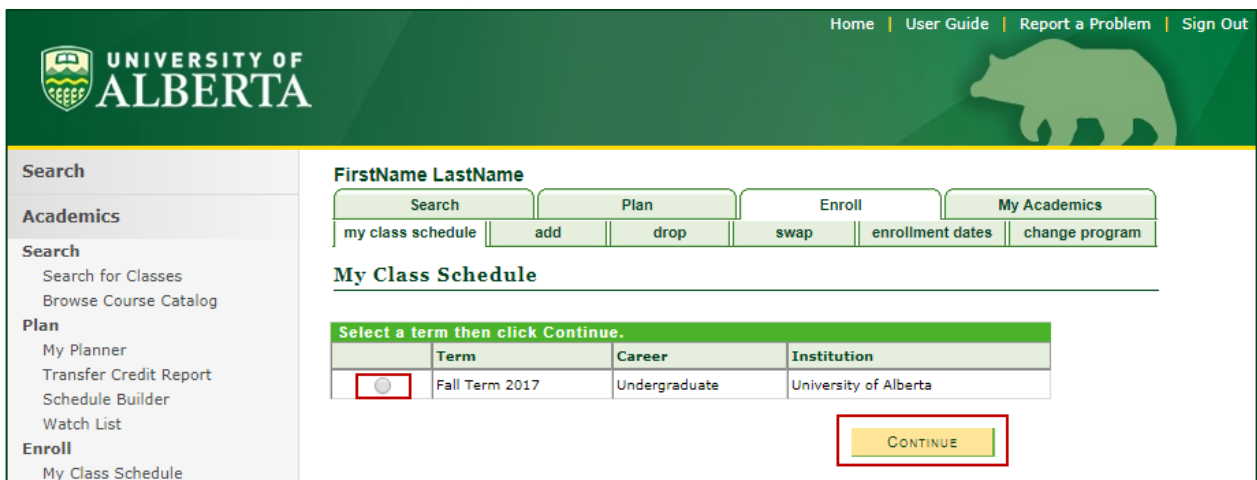 Home | User Guide | Report a Problem | Sign Out
UNIVERSITY OF
ALBERTA
Search
Academics
Search
Search for Classes
Browse Course Catalog
Plan
My Planner
Transfer Credit Report
Schedule Builder
Watch List
Enroll
My Class Schedule
FirstName LastName
Search Plan Enroll My Academics
my class schedule add drop swap enrollment dates change program
My Class Schedule
Select a term then click Continue.
Term Career Institution
Fall Term 2017 Undergraduate University of Alberta
CONTINUE